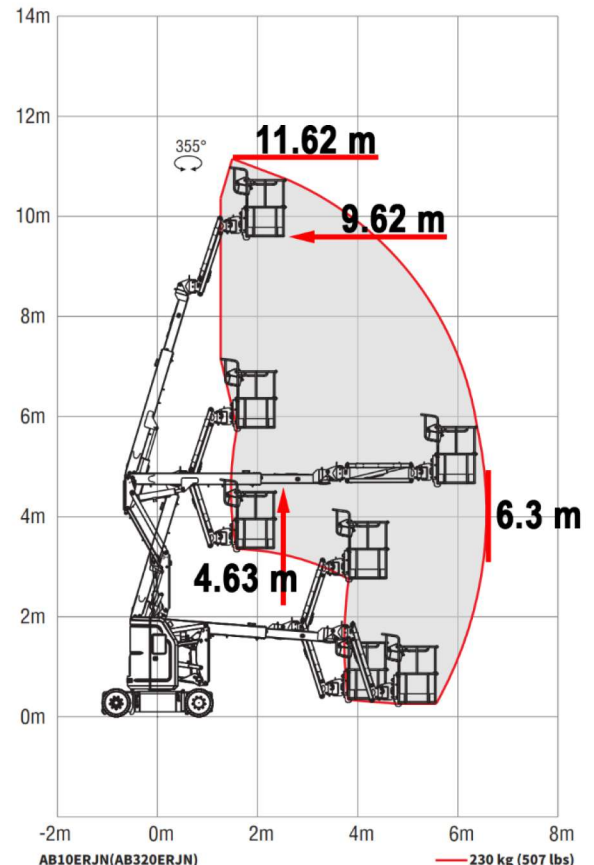 14m
12m
355°
11.62 m
10m
9.62 m
8m
6m
4m
6.3 m
4.63 m
2m
0m
-2m 0m 2m 4m 6m 8m
AB10ERJN(AB320ERJN) 230 kg (507 lbs)